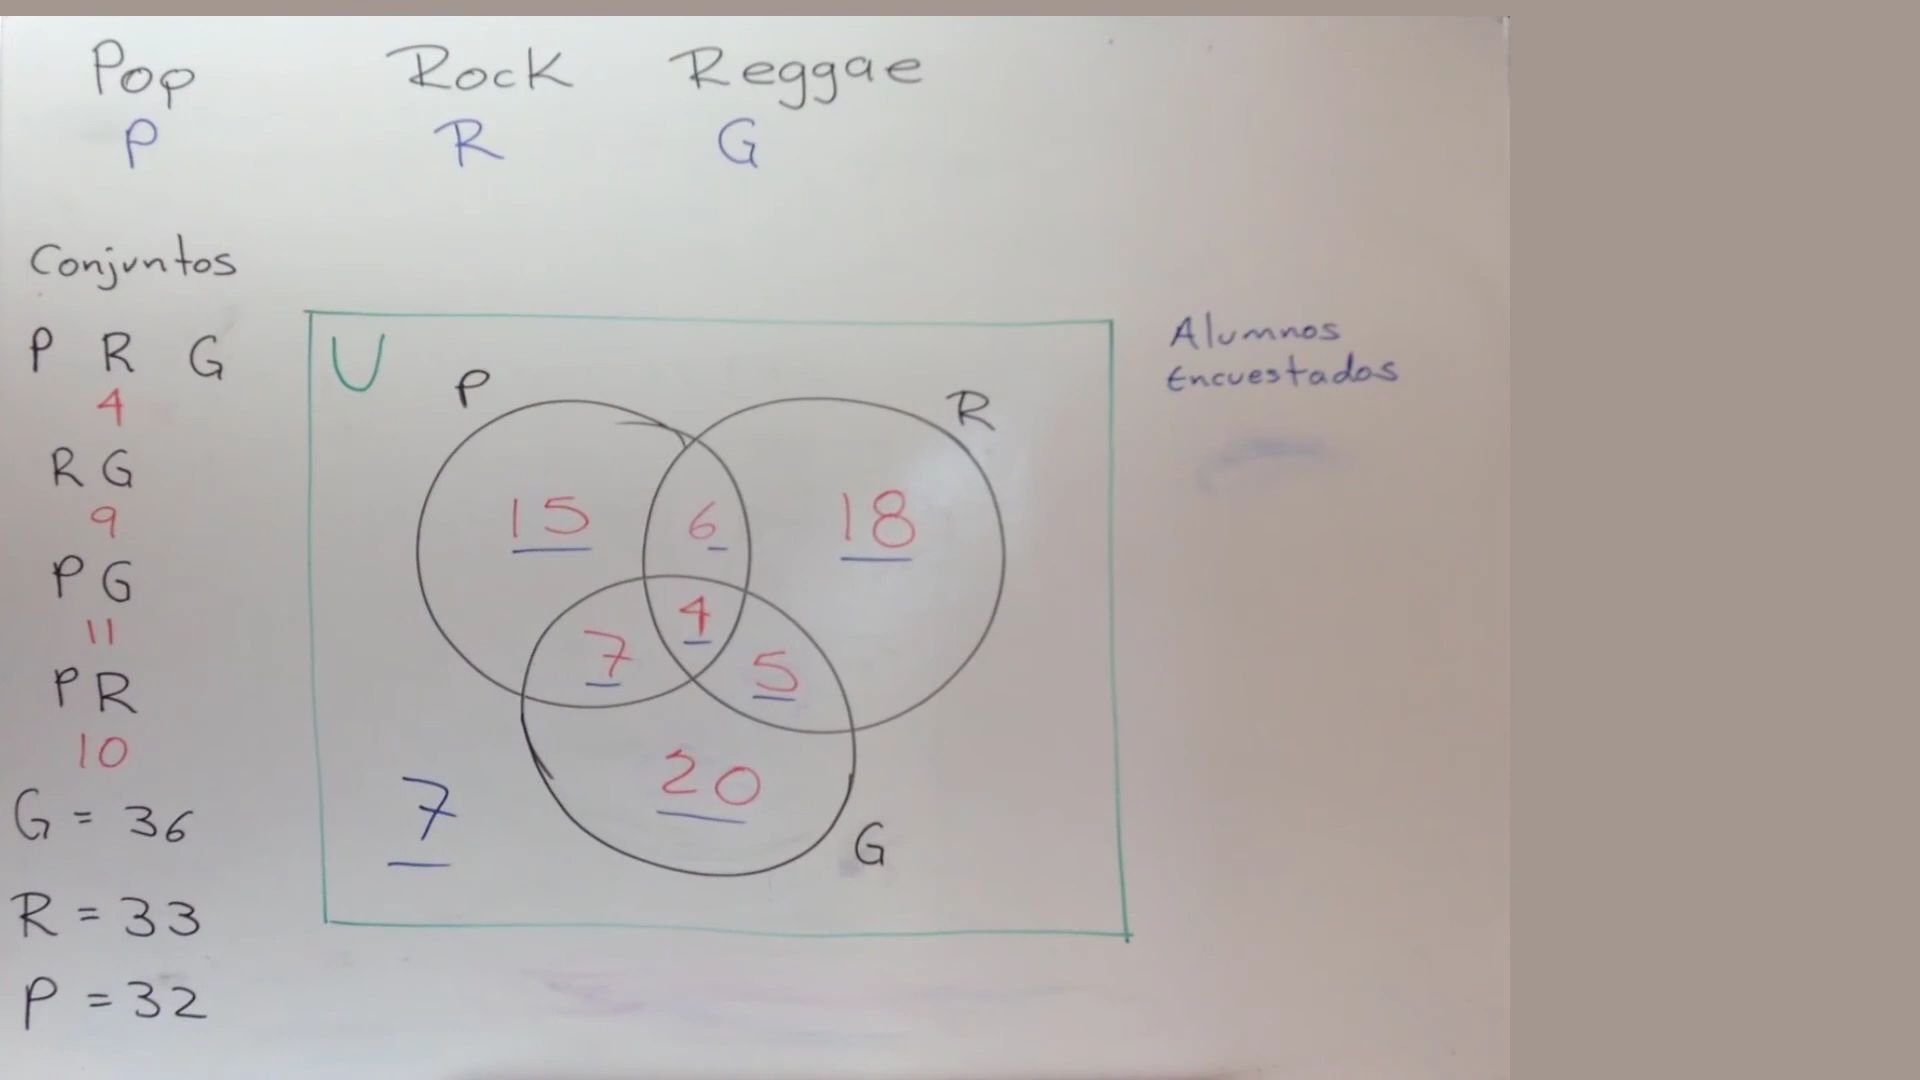 Pop Rock Reggae
P R G
Conjuntos
P R G
4
R G
9
P G
11
P R
10
G = 36
R = 33
P = 32
U
P
R
15 6 18
4
7 5
20
7
G
Alumnos
Encuestados